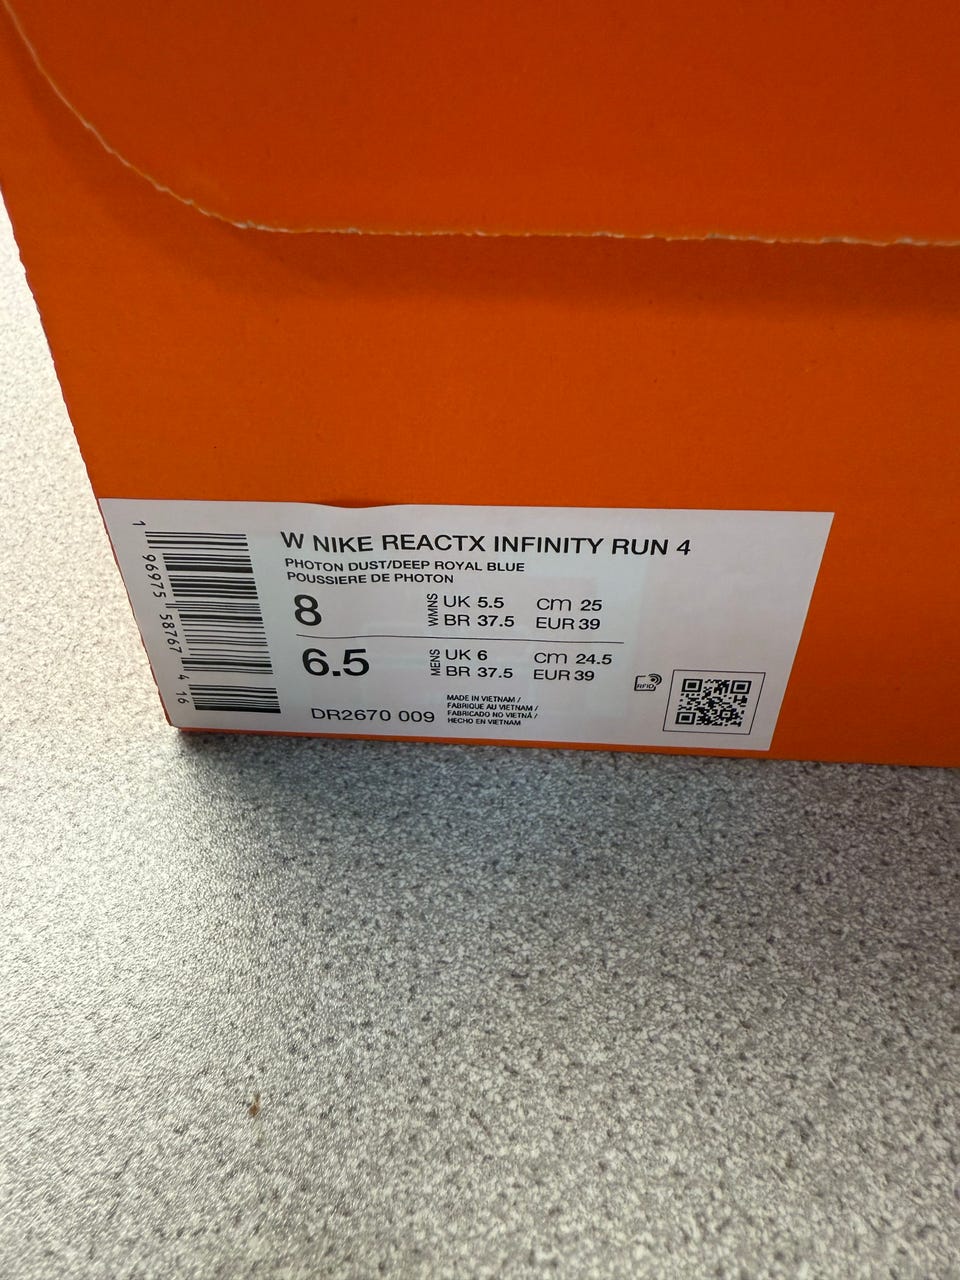 W NIKE REACTX INFINITY RUN 4
PHOTON DUST/DEEP ROYAL BLUE
POUSSIERE DE PHOTON
8 WMNS UK 5.5 cm 25
BR 37.5 EUR 39
6.5 MENS UK 6 cm 24.5
BR 37.5 EUR 39
DR2670 009
MADE IN VIETNAM /
FABRIQUE AU VIETNAM /
FABRICADO NO VIETNÃ /
HECHO EN VIETNAM
RFID
1 96975 58767 4 16